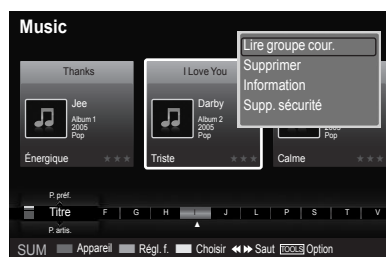 Music
Lire groupe cour.
Supprimer
Information
Supp. sécurité
Thanks
Jee
Album 1
2005
Pop
Énergique
I Love You
Darby
Album 2
2005
Pop
Triste
2005
Pop
Calme
P. préf.
Titre F G H I J L P S T V
P. artis.
SUM Appareil Régl. f. Choisir Saut TOOLS Option